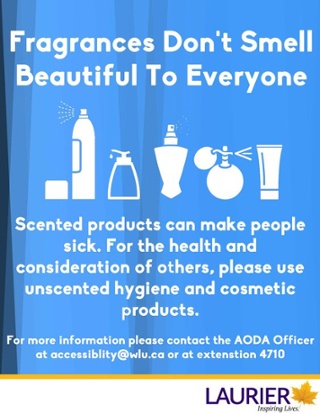 Fragrances Don't Smell
Beautiful To Everyone
Scented products can make people
sick. For the health and
consideration of others, please use
unscented hygiene and cosmetic
products.
For more information please contact the AODA Officer
at accessiblity@wlu.ca or at extenstion 4710
LAURIER
Inspiring Lives.